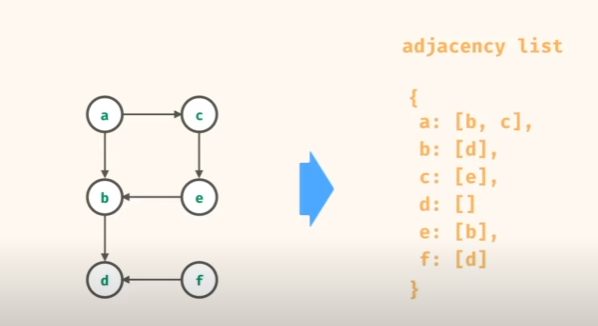 adjacency list
a
c
b
e
d
f
{
a: [b, c],
b: [d],
c: [e],
d: []
e: [b],
f: [d]
}